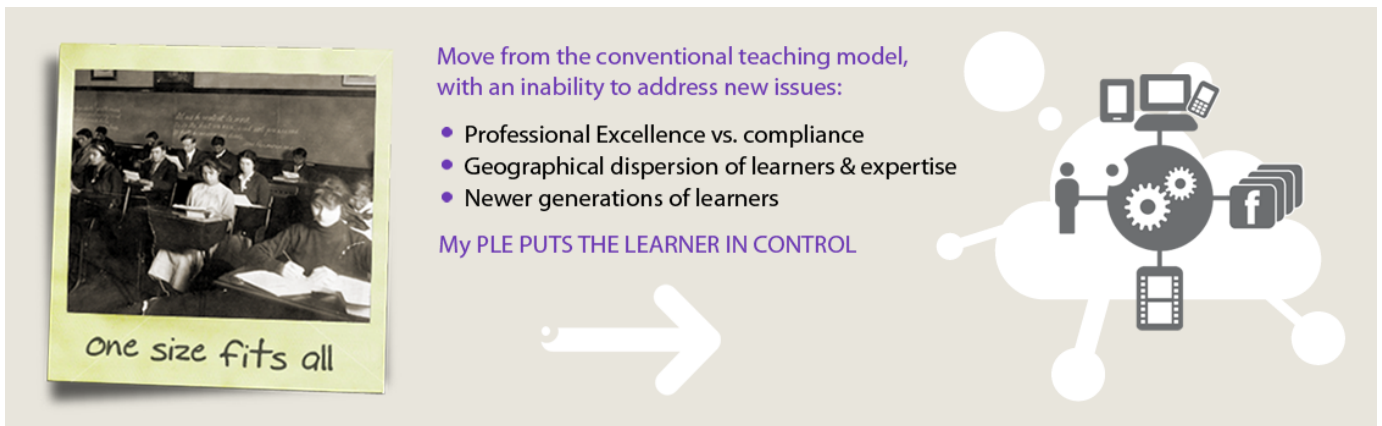 one size fits all
Move from the conventional teaching model,
with an inability to address new issues:
Professional Excellence vs. compliance
Geographical dispersion of learners & expertise
Newer generations of learners
My PLE PUTS THE LEARNER IN CONTROL
f